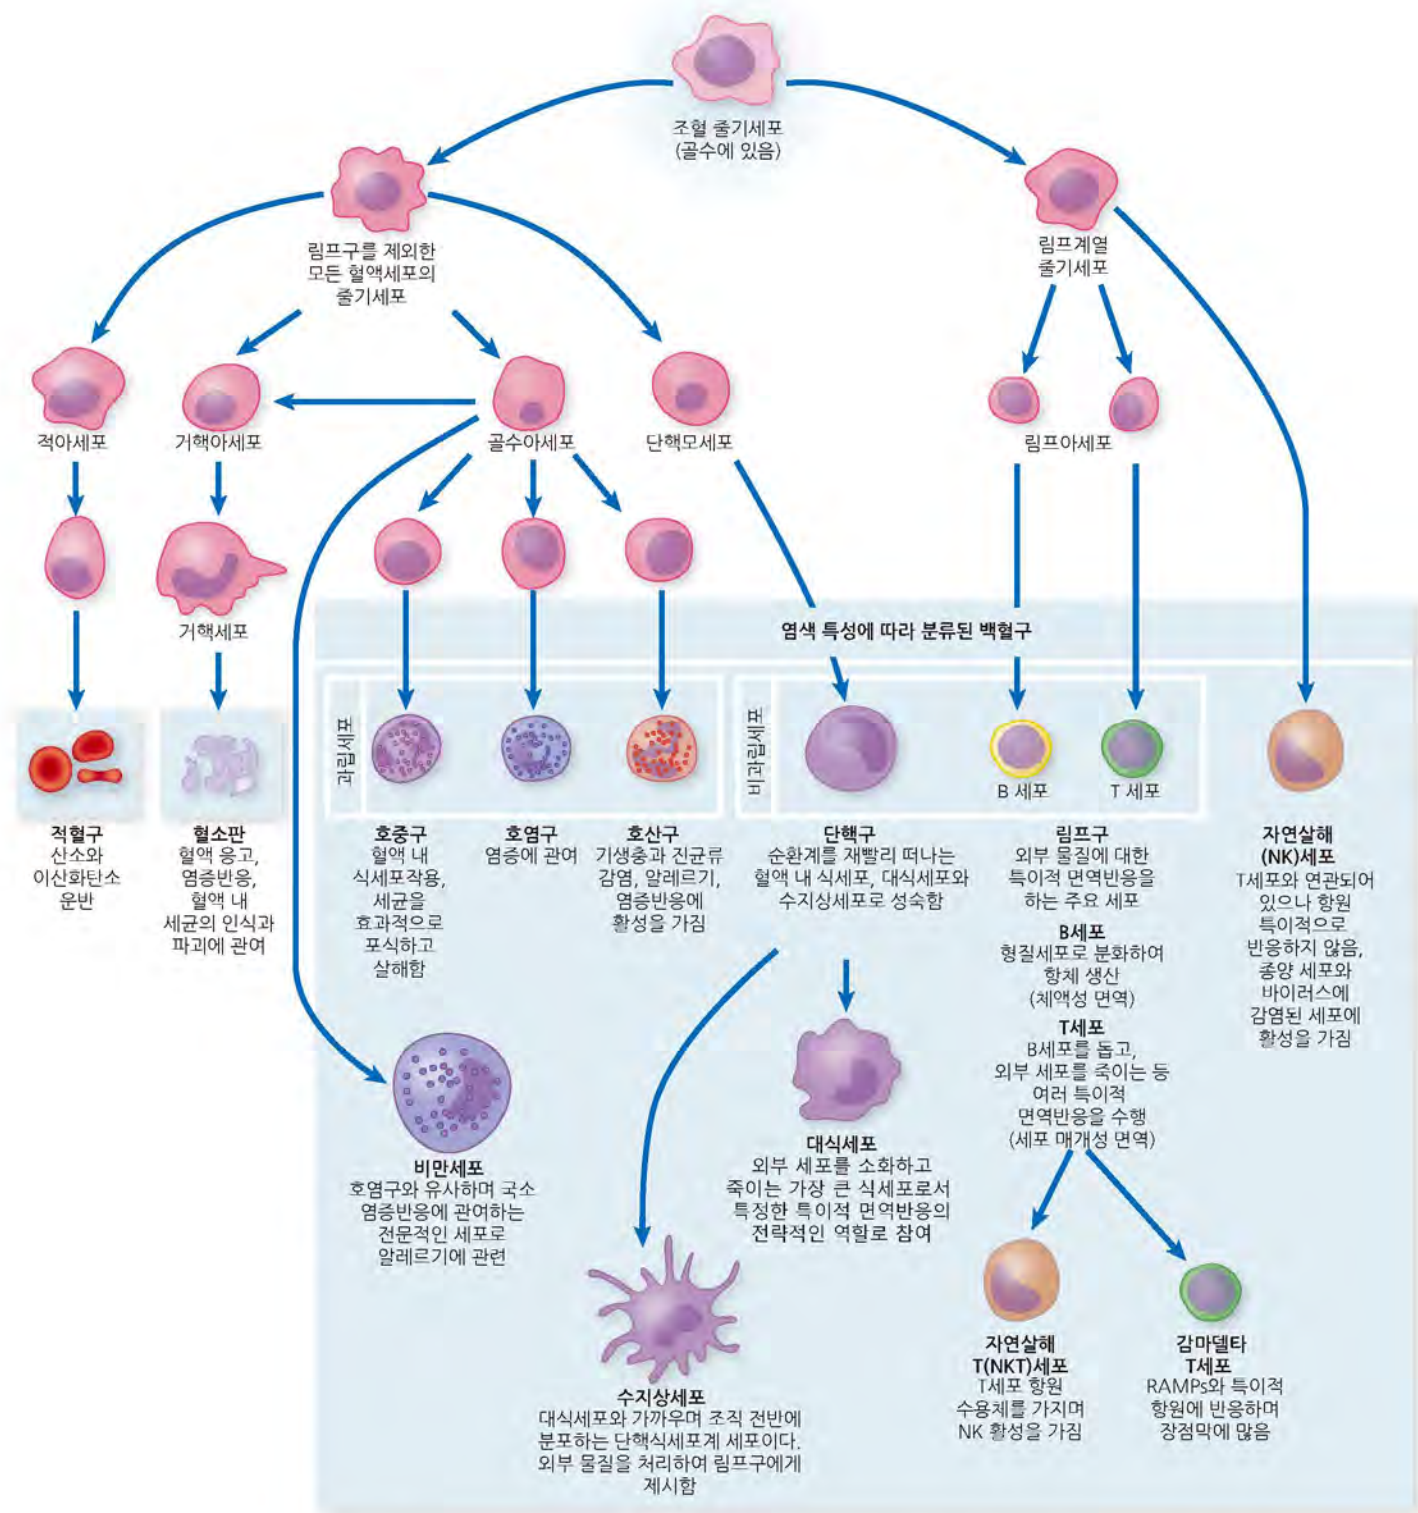 조혈 줄기세포
(골수에 있음)
림프구를 제외한
모든 혈액세포의
줄기세포
림프계열
줄기세포
적아세포
거핵아세포
골수아세포
단핵모세포
림프아세포
거핵세포
염색 특성에 따라 분류된 백혈구
과립세포
비과립세포
B 세포
T 세포
적혈구
산소와
이산화탄소
운반
혈소판
혈액 응고,
염증반응,
혈액 내
세균의 인식과
파괴에 관여
호중구
혈액 내
식세포작용,
세균을
효과적으로
포식하고
살해함
호염구
염증에 관여
호산구
기생충과 진균류
감염, 알레르기,
염증반응에
활성을 가짐
단핵구
순환계를 재빨리 떠나는
혈액 내 식세포, 대식세포와
수지상세포로 성숙함
림프구
외부 물질에 대한
특이적 면역반응을
하는 주요 세포
B세포
형질세포로 분화하여
항체 생산
(체액성 면역)
T세포
B세포를 돕고,
외부 세포를 죽이는 등
여러 특이적
면역반응을 수행
(세포 매개성 면역)
자연살해
(NK)세포
T세포와 연관되어
있으나 항원
특이적으로
반응하지 않음,
종양 세포와
바이러스에
감염된 세포에
활성을 가짐
비만세포
호염구와 유사하며 국소
염증반응에 관여하는
전문적인 세포로
알레르기에 관련
대식세포
외부 세포를 소화하고
죽이는 가장 큰 식세포로서
특정한 특이적 면역반응의
전략적인 역할로 참여
수지상세포
대식세포와 가까우며 조직 전반에
분포하는 단핵식세포계 세포이다.
외부 물질을 처리하여 림프구에게
제시함
자연살해
T(NKT)세포
T세포 항원
수용체를 가지며
NK 활성을 가짐
감마델타
T세포
RAMPs와 특이적
항원에 반응하며
장점막에 많음